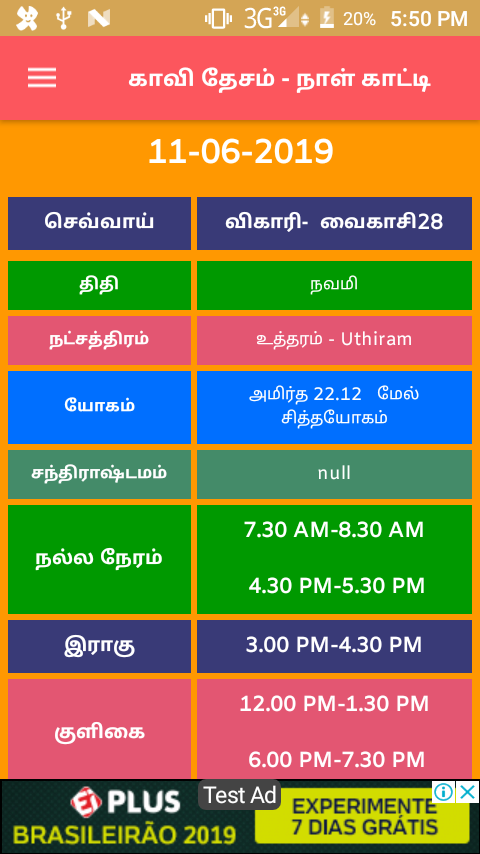 3G 3G 20% 5:50 PM
காவி தேசம் - நாள் காட்டி
11-06-2019
செவ்வாய் விகாரி- வைகாசி28
திதி நவமி
நட்சத்திரம் உத்தரம் - Uthiram
யோகம் அமிர்த 22.12 மேல்
சித்தயோகம்
சந்திராஷ்டமம் null
நல்ல நேரம் 7.30 AM-8.30 AM
4.30 PM-5.30 PM
இராகு 3.00 PM-4.30 PM
குளிகை 12.00 PM-1.30 PM
6.00 PM-7.30 PM
Test Ad
EI PLUS
BRASILEIRÃO 2019
EXPERIMENTE
7 DIAS GRÁTIS